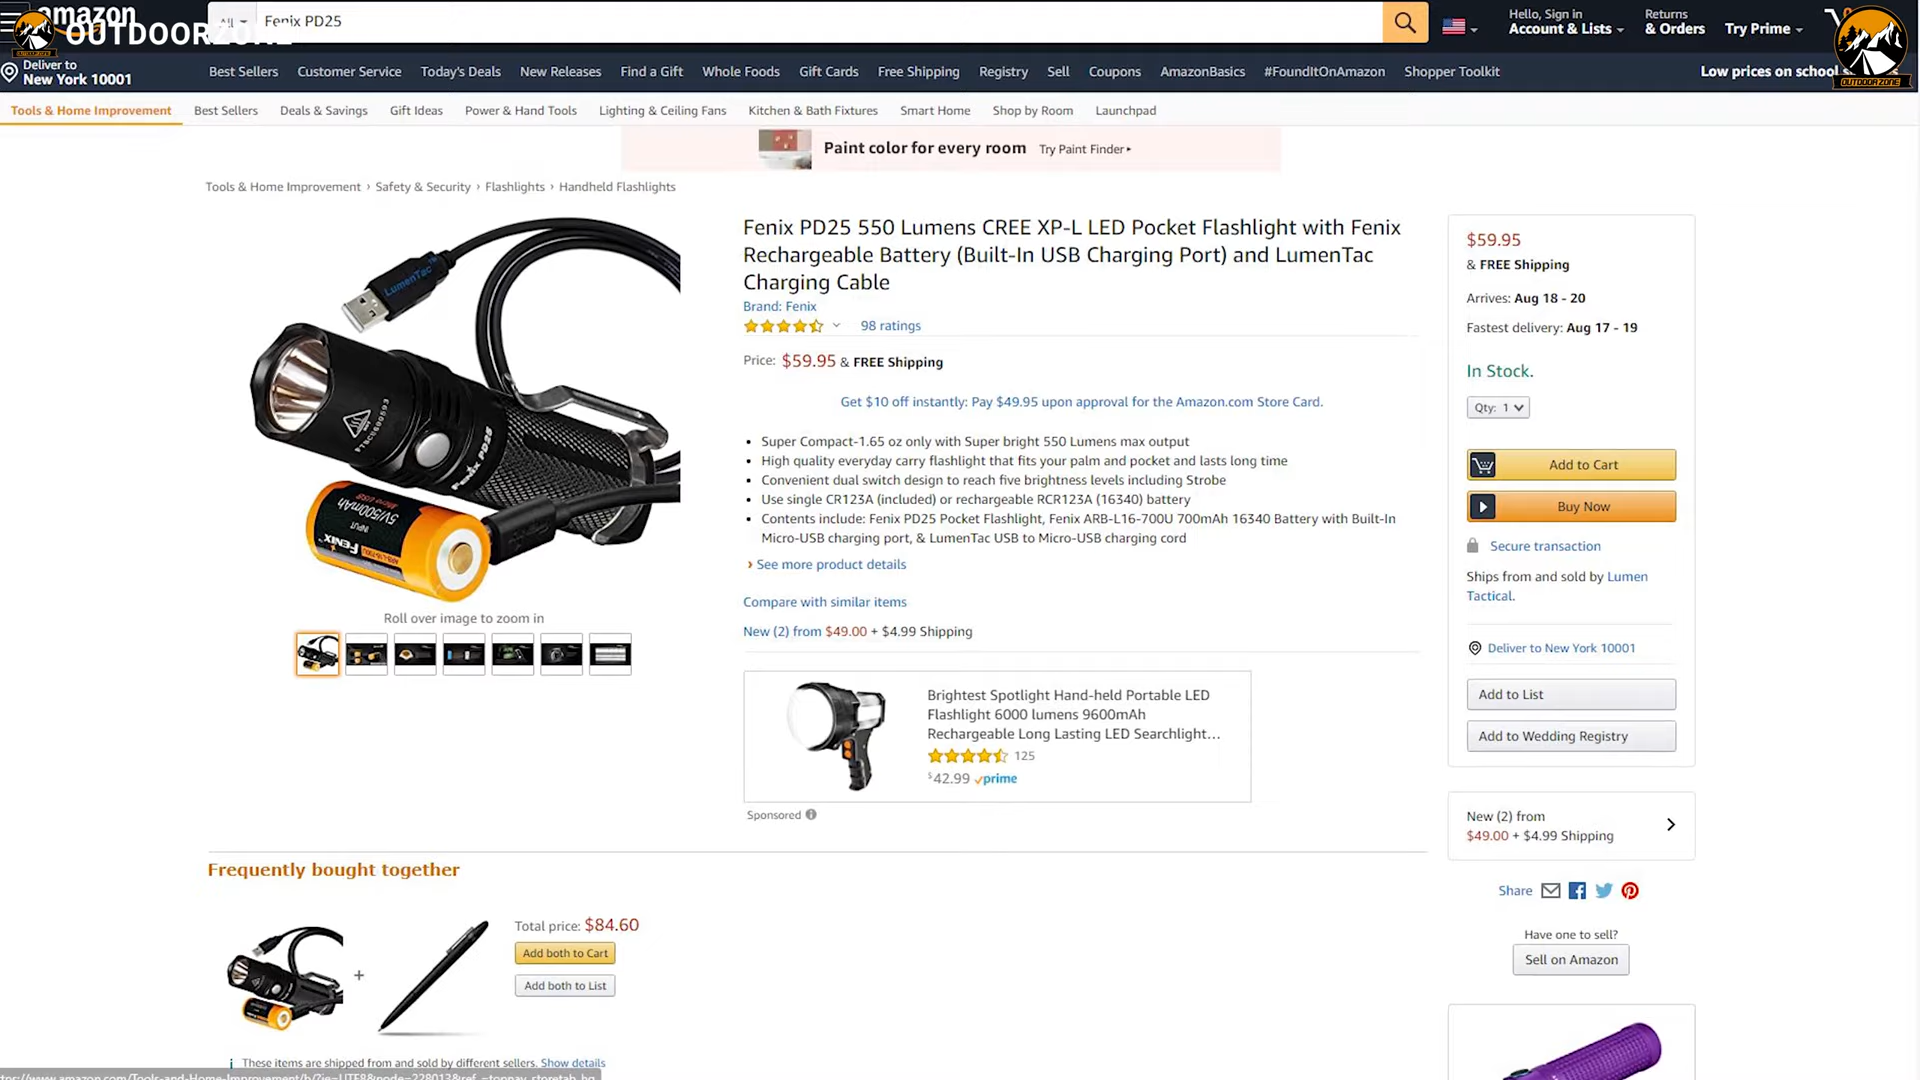 amazon
OUTDOORZONE
All
Fenix PD25
Hello, Sign in
Account & Lists
Returns
& Orders
Try Prime
OUTDOORZONE
Deliver to
New York 10001
Best Sellers
Customer Service
Today's Deals
New Releases
Find a Gift
Whole Foods
Gift Cards
Free Shipping
Registry
Sell
Coupons
AmazonBasics
#FoundItOnAmazon
Shopper Toolkit
Low prices on school
Tools & Home Improvement
Best Sellers
Deals & Savings
Gift Ideas
Power & Hand Tools
Lighting & Ceiling Fans
Kitchen & Bath Fixtures
Smart Home
Shop by Room
Launchpad
Paint color for every room Try Paint Finder ▸
Tools & Home Improvement › Safety & Security › Flashlights › Handheld Flashlights
LumenTac
Fenix PD25
5V/500mAh
Micro USB
INPUT
FENIX
ARB-L16-700U
Roll over image to zoom in
Fenix PD25 550 Lumens CREE XP-L LED Pocket Flashlight with Fenix
Rechargeable Battery (Built-In USB Charging Port) and LumenTac
Charging Cable
Brand: Fenix
98 ratings
Price: $59.95 & FREE Shipping
Get $10 off instantly: Pay $49.95 upon approval for the Amazon.com Store Card.
• Super Compact-1.65 oz only with Super bright 550 Lumens max output
• High quality everyday carry flashlight that fits your palm and pocket and lasts long time
• Convenient dual switch design to reach five brightness levels including Strobe
• Use single CR123A (included) or rechargeable RCR123A (16340) battery
• Contents include: Fenix PD25 Pocket Flashlight, Fenix ARB-L16-700U 700mAh 16340 Battery with Built-In
Micro-USB charging port, & LumenTac USB to Micro-USB charging cord
› See more product details
Compare with similar items
New (2) from $49.00 + $4.99 Shipping
Brightest Spotlight Hand-held Portable LED
Flashlight 6000 lumens 9600mAh
Rechargeable Long Lasting LED Searchlight…
125
$42.99 prime
Sponsored
$59.95
& FREE Shipping
Arrives: Aug 18 - 20
Fastest delivery: Aug 17 - 19
In Stock.
Qty: 1
Add to Cart
Buy Now
Secure transaction
Ships from and sold by Lumen
Tactical.
Deliver to New York 10001
Add to List
Add to Wedding Registry
New (2) from
$49.00 + $4.99 Shipping
Share
Have one to sell?
Sell on Amazon
Frequently bought together
+
Total price: $84.60
Add both to Cart
Add both to List
These items are shipped from and sold by different sellers. Show details